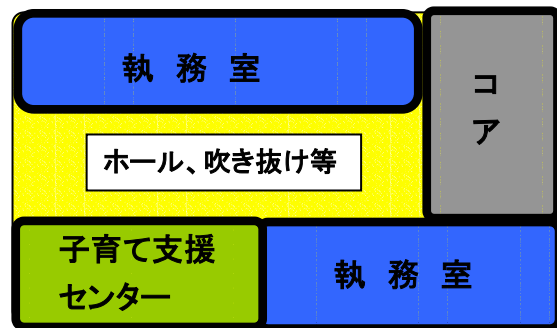 執務室
コア
ホール、吹き抜け等
子育て支援
センター
執務室